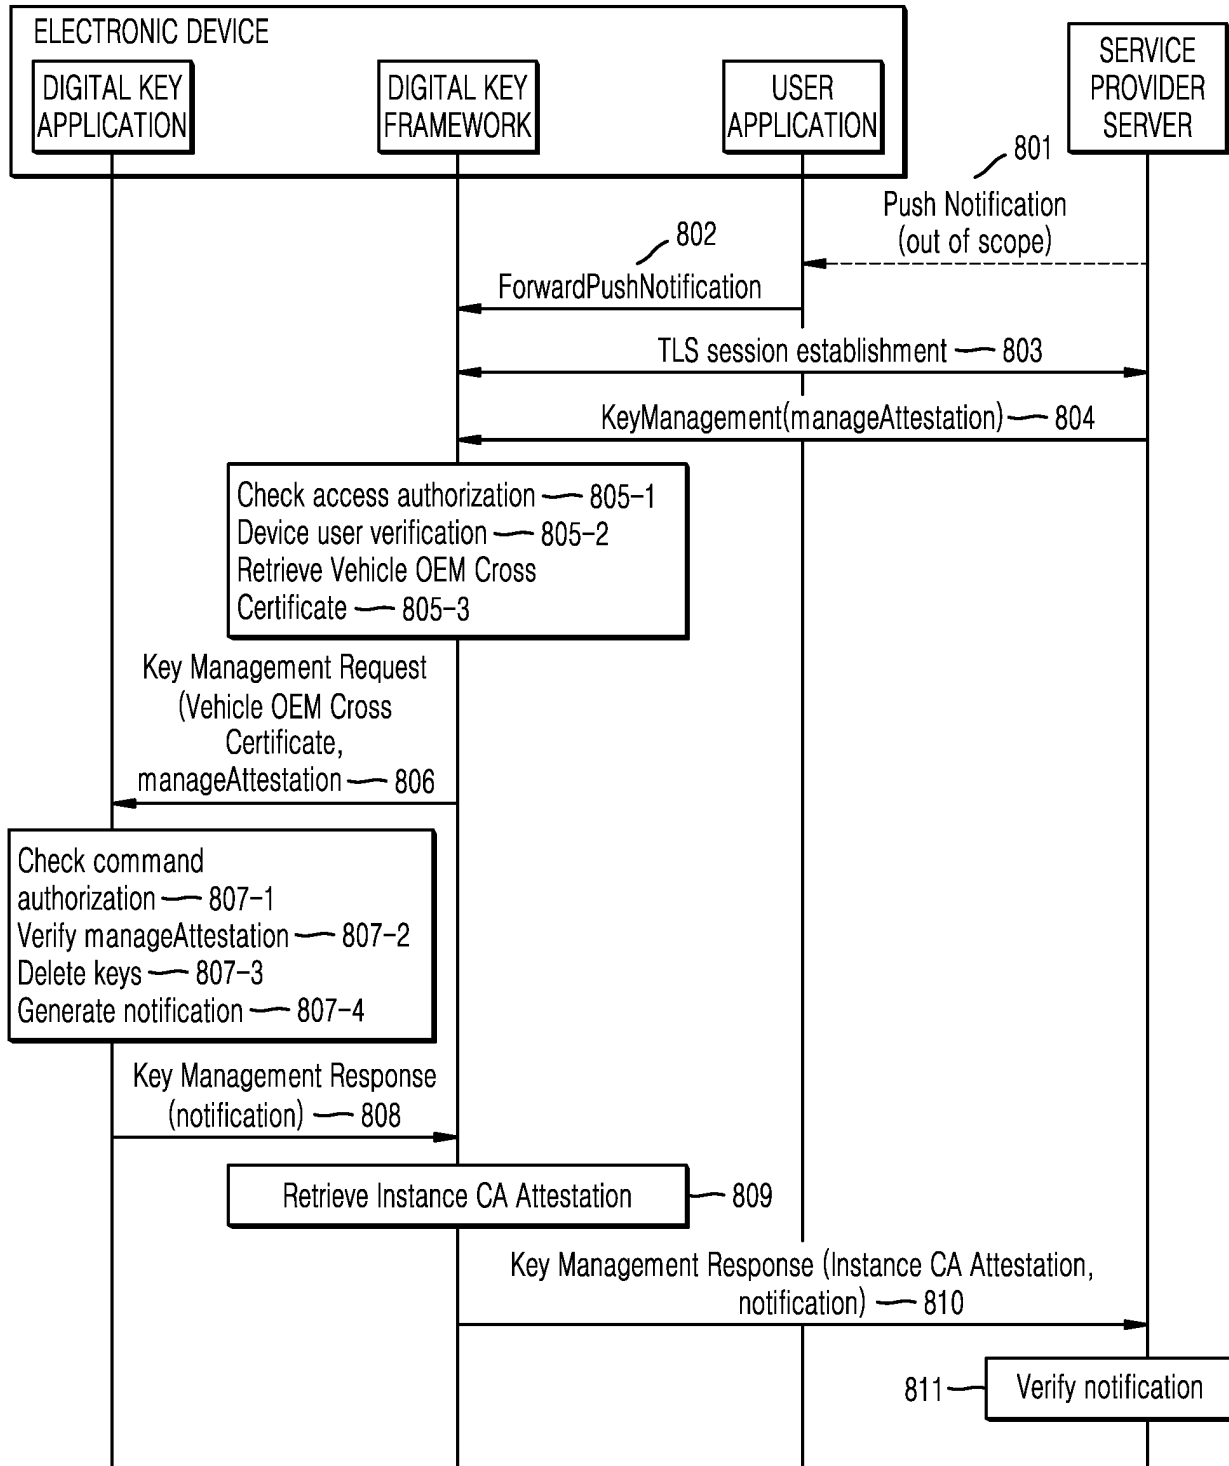 ELECTRONIC DEVICE
DIGITAL KEY
APPLICATION
DIGITAL KEY
FRAMEWORK
USER
APPLICATION
SERVICE
PROVIDER
SERVER
801
Push Notification
(out of scope)
802
ForwardPushNotification
TLS session establishment 803
KeyManagement(manageAttestation) 804
Check access authorization 805-1
Device user verification 805-2
Retrieve Vehicle OEM Cross
Certificate 805-3
Key Management Request
(Vehicle OEM Cross
Certificate,
manageAttestation 806
Check command
authorization 807-1
Verify manageAttestation 807-2
Delete keys 807-3
Generate notification 807-4
Key Management Response
(notification) 808
Retrieve Instance CA Attestation 809
Key Management Response (Instance CA Attestation,
notification) 810
811 Verify notification